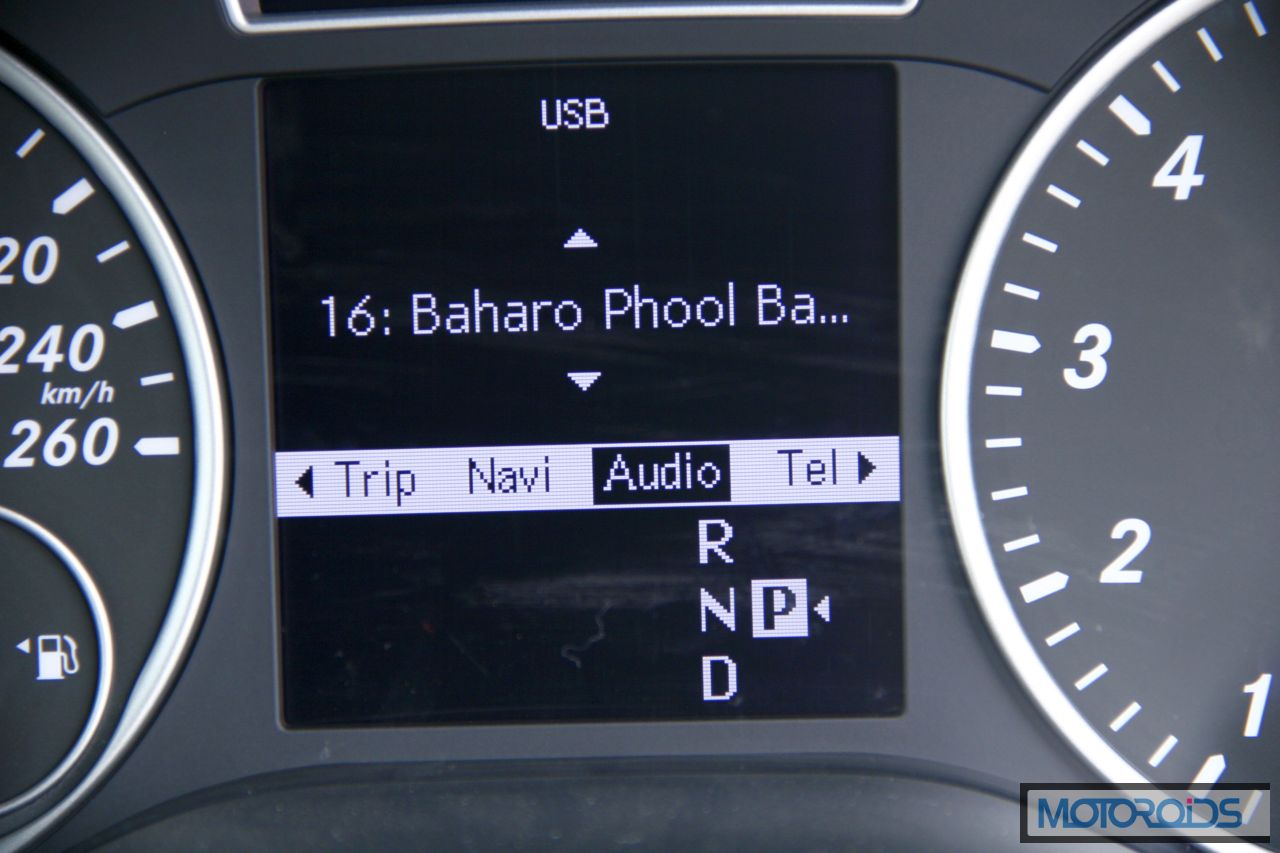 USB
16: Baharo Phool Ba...
Trip Navi Audio Tel
R
N P
D
20
240
km/h
260
4
3
2
1
MOTOROIDS